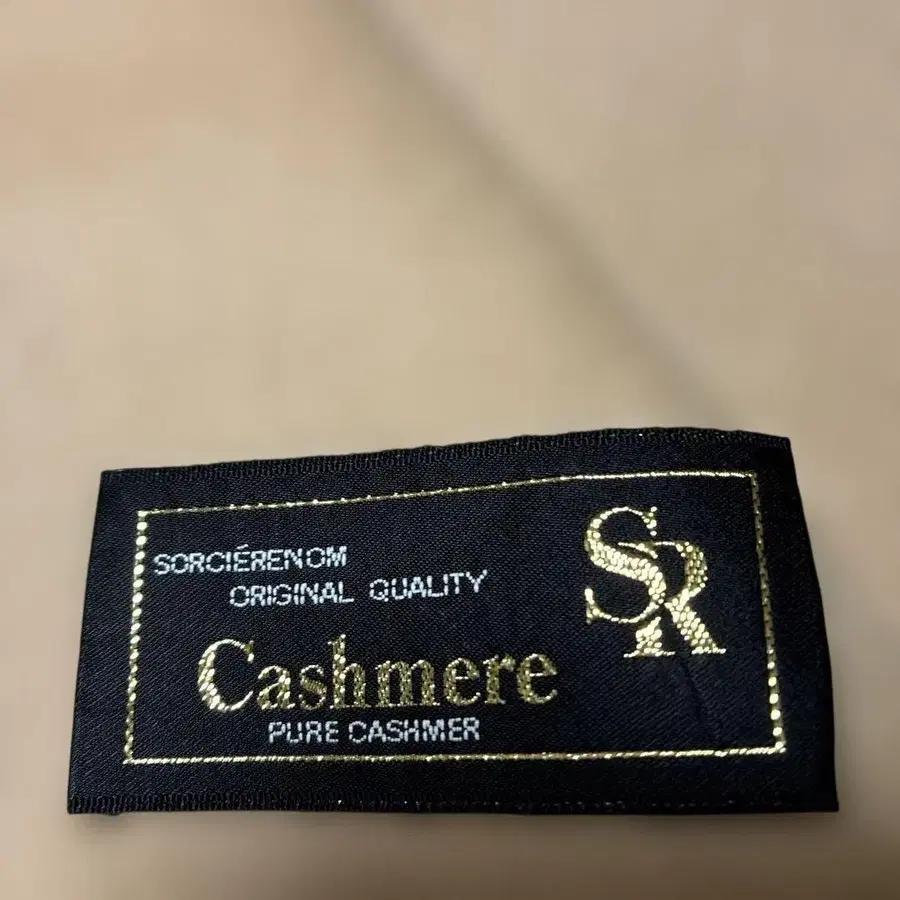 SORCIÉRENOM
ORIGINAL QUALITY
SR
Cashmere
PURE CASHMER